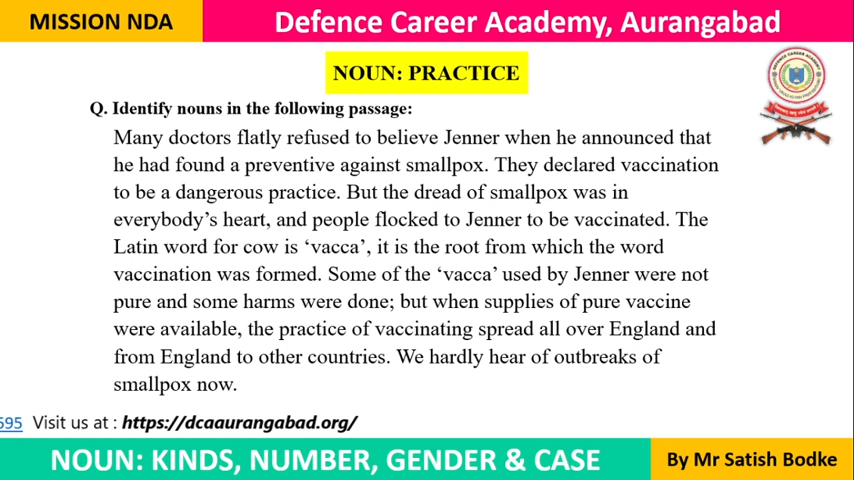 MISSION NDA
Defence Career Academy, Aurangabad
NOUN: PRACTICE
Q. Identify nouns in the following passage:
Many doctors flatly refused to believe Jenner when he announced that
he had found a preventive against smallpox. They declared vaccination
to be a dangerous practice. But the dread of smallpox was in
everybody’s heart, and people flocked to Jenner to be vaccinated. The
Latin word for cow is ‘vacca’, it is the root from which the word
vaccination was formed. Some of the ‘vacca’ used by Jenner were not
pure and some harms were done; but when supplies of pure vaccine
were available, the practice of vaccinating spread all over England and
from England to other countries. We hardly hear of outbreaks of
smallpox now.
595 Visit us at : https://dcaaurangabad.org/
NOUN: KINDS, NUMBER, GENDER & CASE
By Mr Satish Bodke